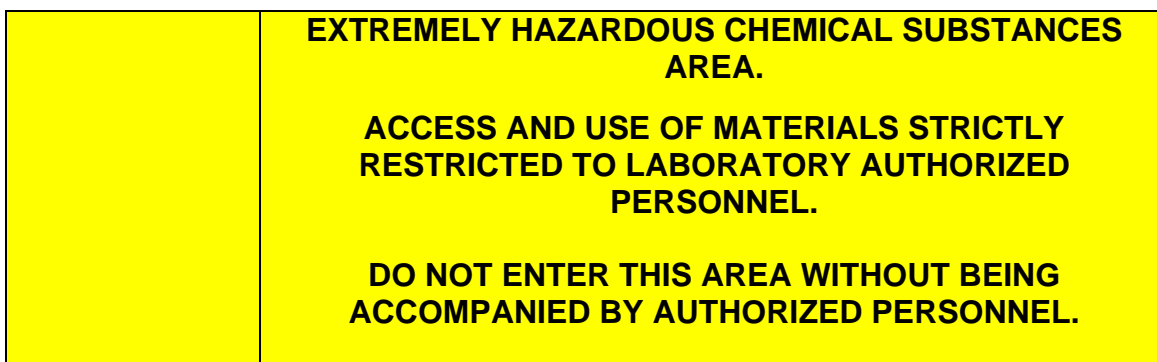 EXTREMELY HAZARDOUS CHEMICAL SUBSTANCES
AREA.
ACCESS AND USE OF MATERIALS STRICTLY
RESTRICTED TO LABORATORY AUTHORIZED
PERSONNEL.
DO NOT ENTER THIS AREA WITHOUT BEING
ACCOMPANIED BY AUTHORIZED PERSONNEL.